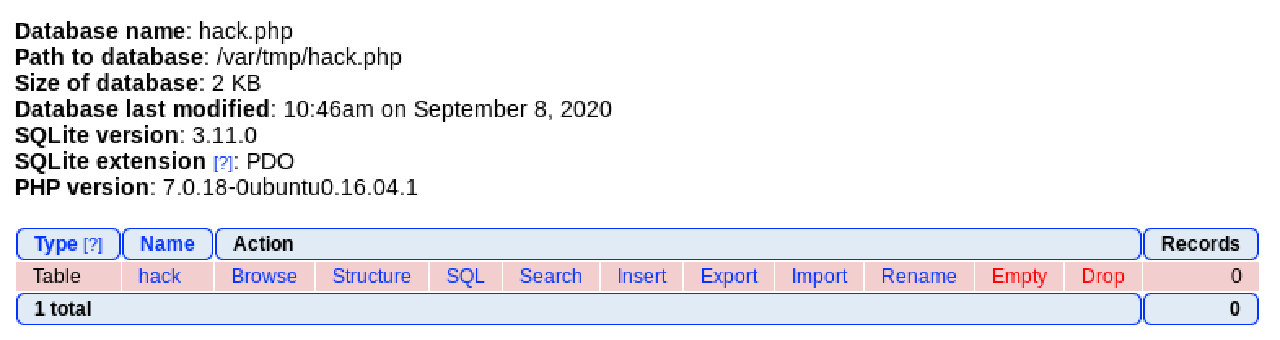 Database name: hack.php
Path to database: /var/tmp/hack.php
Size of database: 2 KB
Database last modified: 10:46am on September 8, 2020
SQLite version: 3.11.0
SQLite extension [?]: PDO
PHP version: 7.0.18-0ubuntu0.16.04.1
Type [?] Name Action Records
Table hack Browse Structure SQL Search Insert Export Import Rename Empty Drop 0
1 total 0